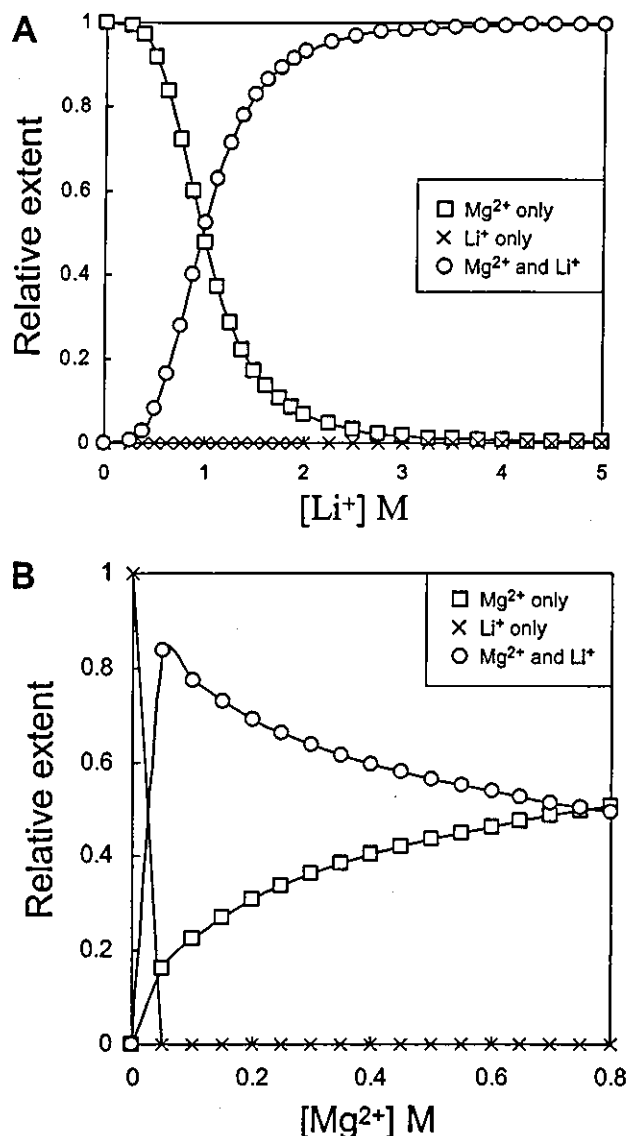 A
1
0.8
0.6
0.4
0.2
0
Relative extent
Mg²⁺ only
Li⁺ only
Mg²⁺ and Li⁺
0 1 2 3 4 5
[Li⁺] M
B
1
0.8
0.6
0.4
0.2
0
Relative extent
Mg²⁺ only
Li⁺ only
Mg²⁺ and Li⁺
0 0.2 0.4 0.6 0.8
[Mg²⁺] M